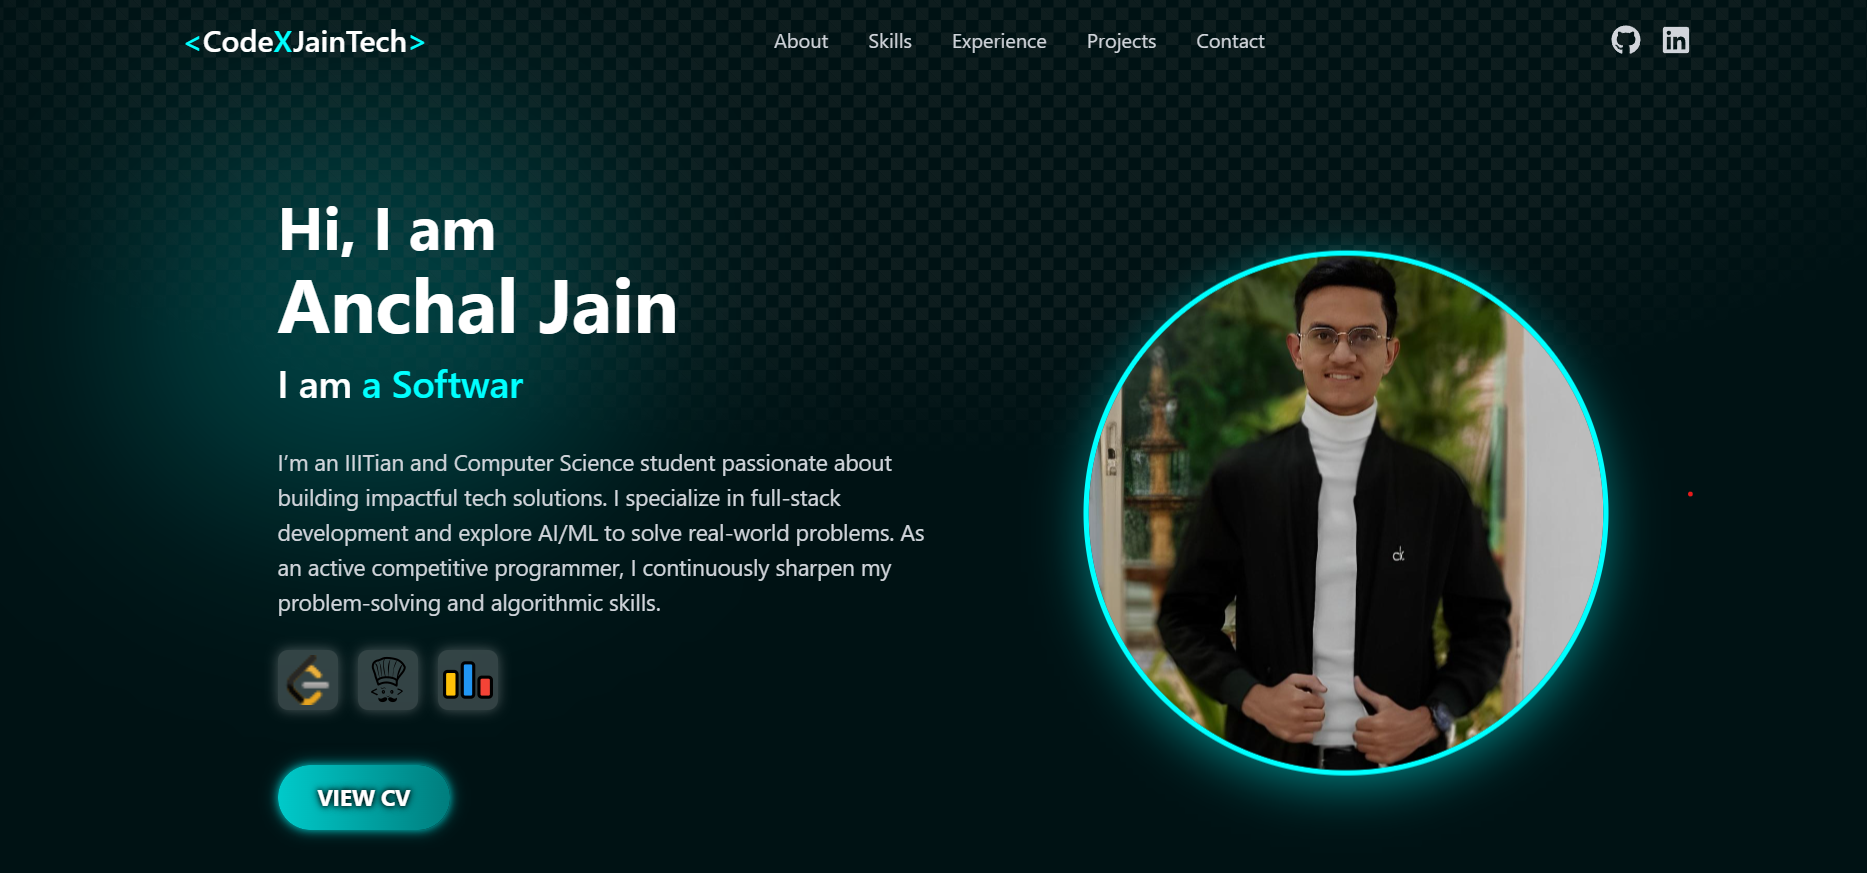 <CodeXJainTech>
About
Skills
Experience
Projects
Contact
in
Hi, I am
Anchal Jain
I am a Softwar
I’m an IIITian and Computer Science student passionate about
building impactful tech solutions. I specialize in full-stack
development and explore AI/ML to solve real-world problems. As
an active competitive programmer, I continuously sharpen my
problem-solving and algorithmic skills.
VIEW CV